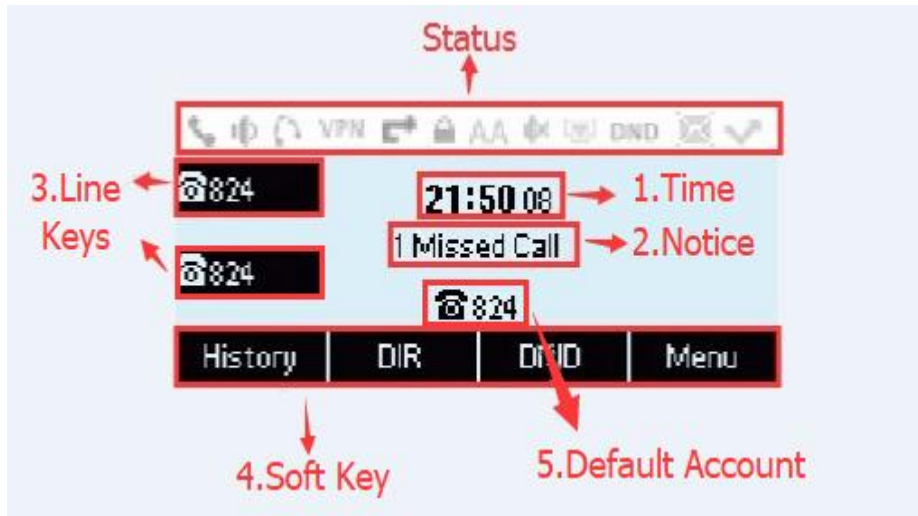 Status
VPN AA DND
3.Line
Keys
824
21:50 08
1.Time
1 Missed Call
2.Notice
824
824
History DIR DND Menu
4.Soft Key
5.Default Account